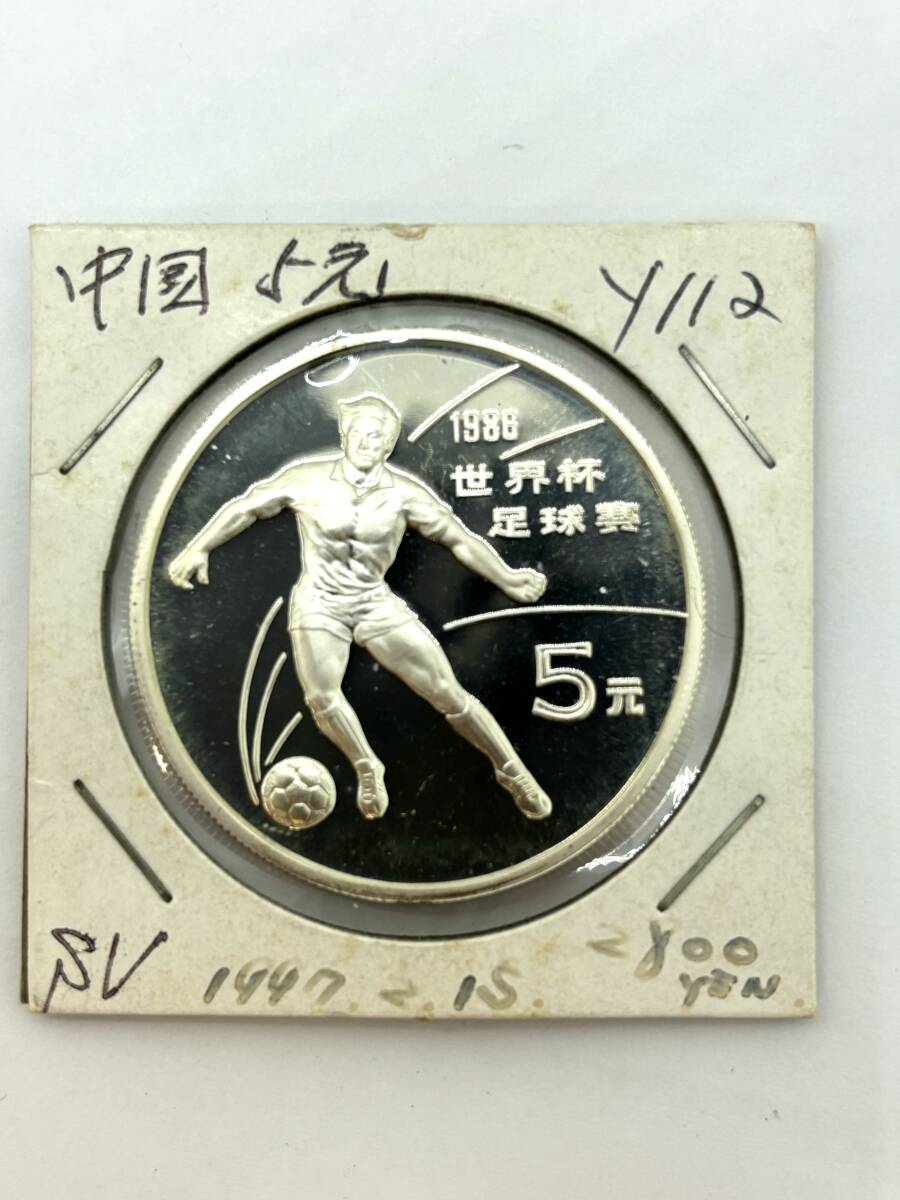 中国 5元 Y112
1986
世界杯
足球赛
5元
SV 1997.2.15. 2800
YEN